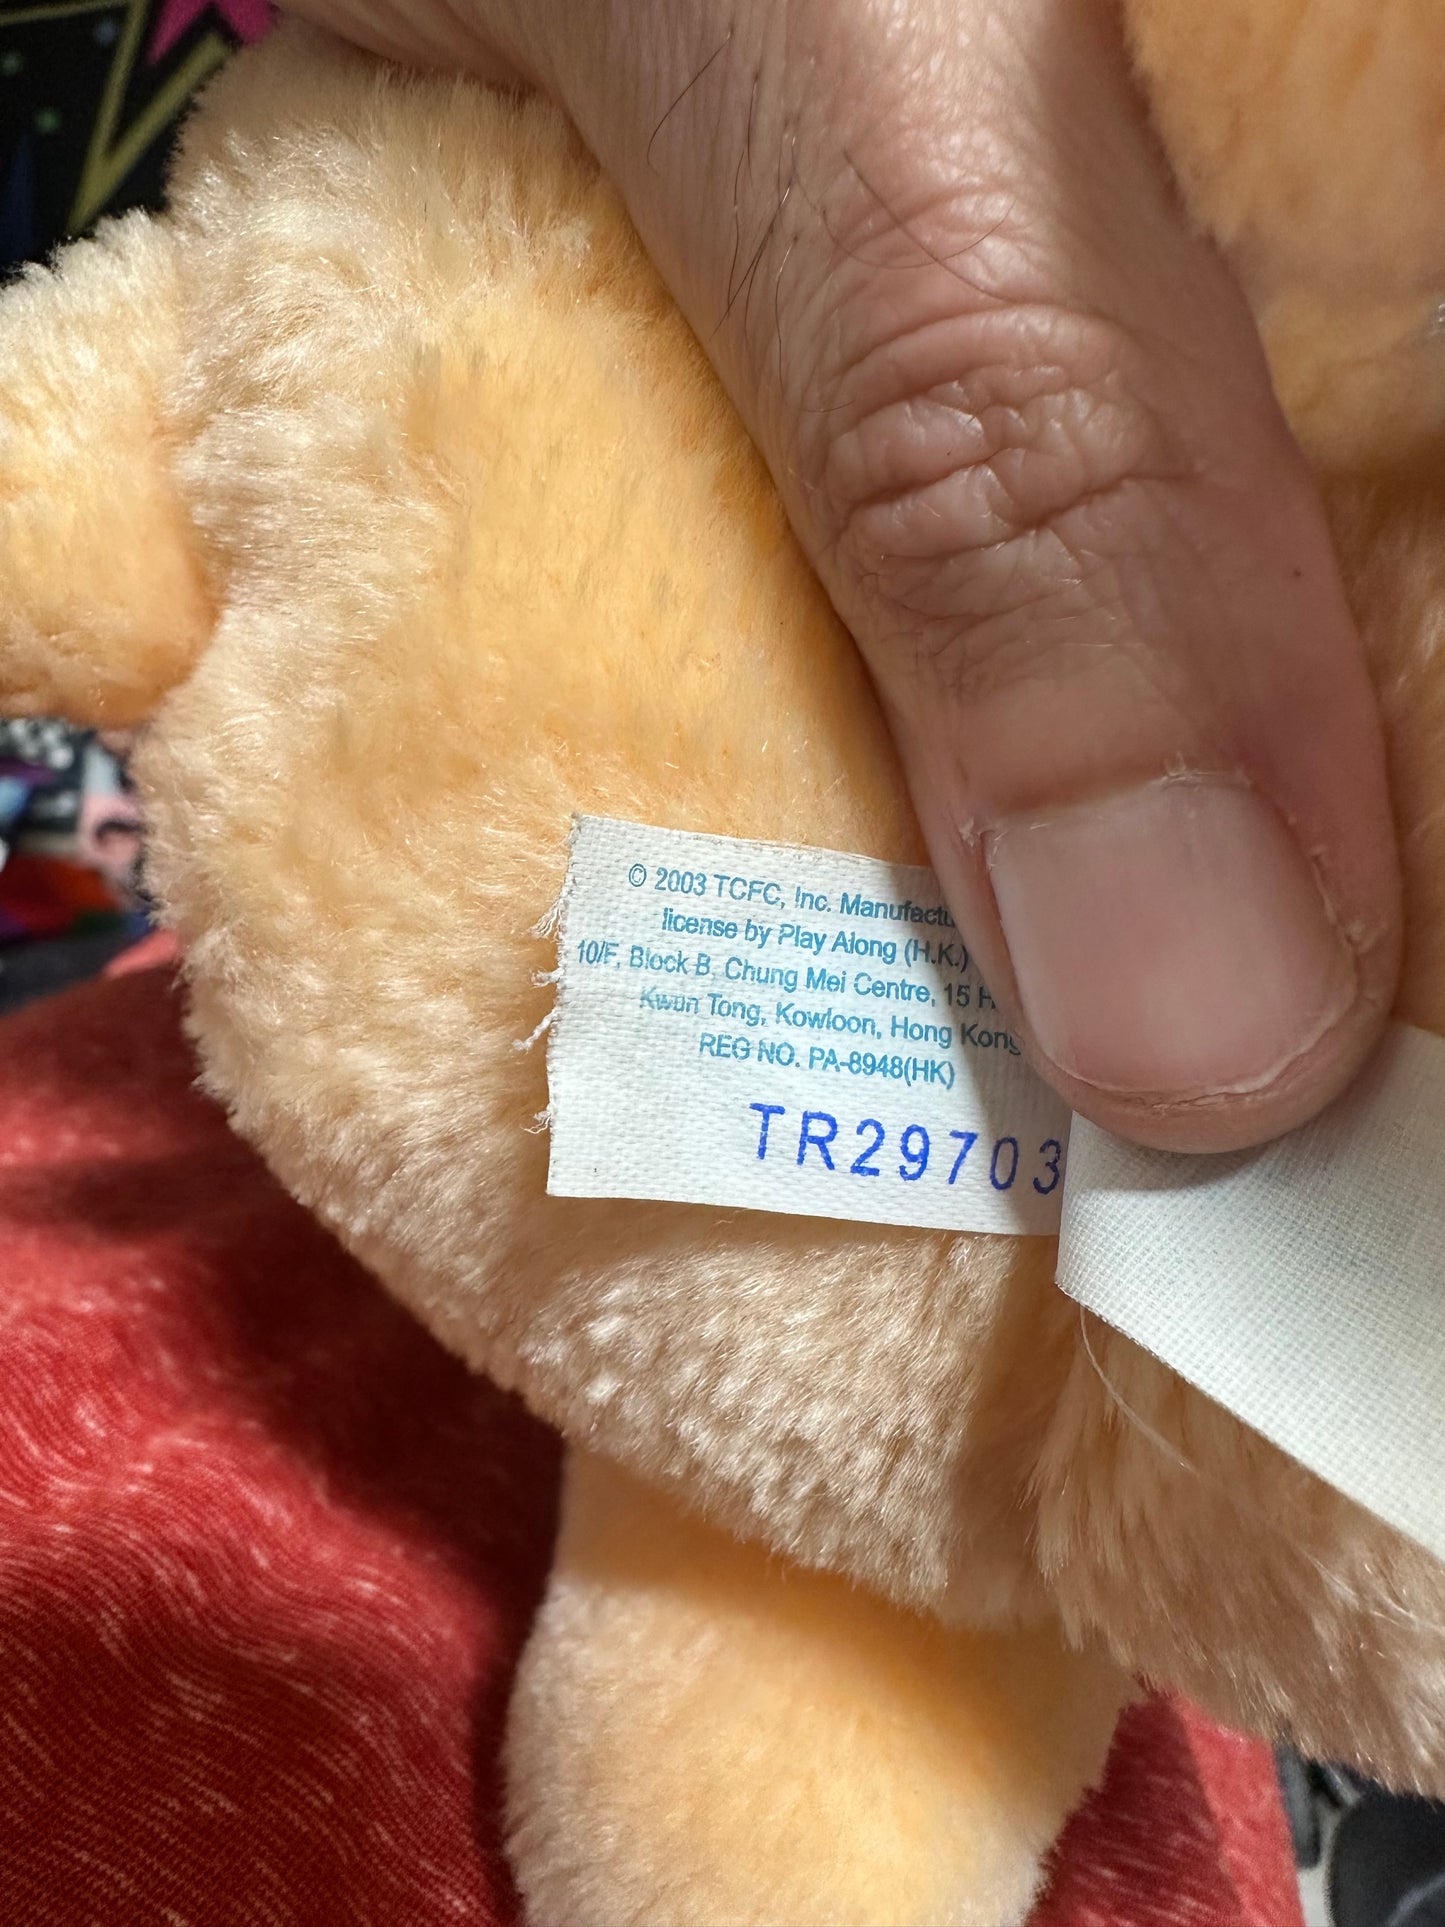 © 2003 TCFC, Inc. Manufactu
license by Play Along (H.K.)
10/F, Block B, Chung Mei Centre, 15 H
Kwun Tong, Kowloon, Hong Kong
REG NO. PA-8948(HK)
TR29703